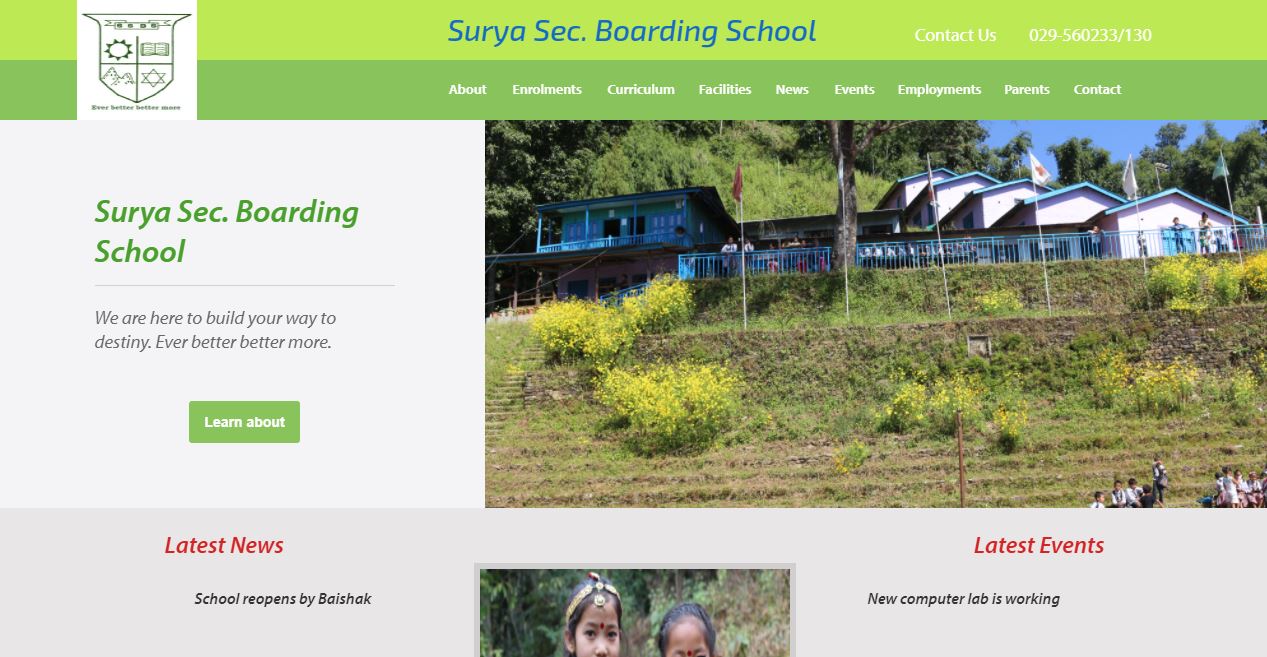 SSBS
Ever better better more
Surya Sec. Boarding School
Contact Us 029-560233/130
About Enrolments Curriculum Facilities News Events Employments Parents Contact
Surya Sec. Boarding
School
We are here to build your way to
destiny. Ever better better more.
Learn about
Latest News
School reopens by Baishak
Latest Events
New computer lab is working